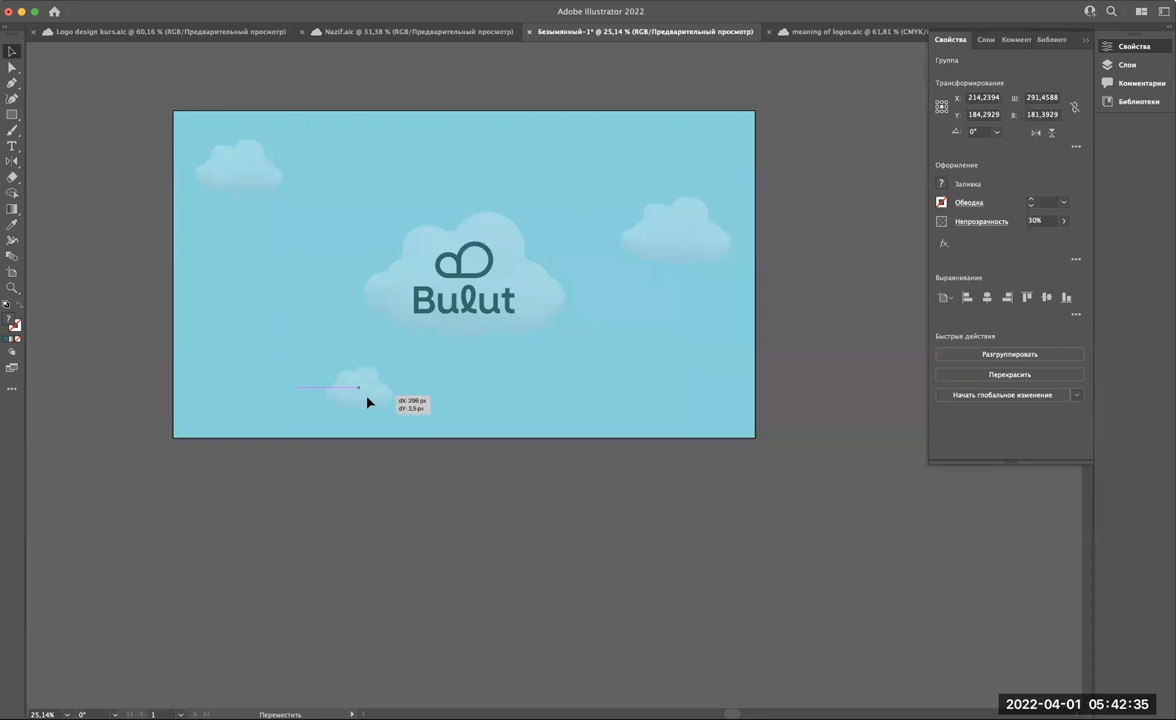 Adobe Illustrator 2022
Logo design kurs.aic @ 60,16 % (RGB/Предварительный просмотр)
Nazif.aic @ 31,38 % (RGB/Предварительный просмотр)
Безымянный-1* @ 25,14 % (RGB/Предварительный просмотр)
meaning of logos.aic @ 61,81 % (CMYK/
Свойства
Слои
Коммент
Библиот
Группа
Трансформирование
X: 214,2394 Ш: 291,4588
Y: 184,2929 В: 181,3929
0°
Оформление
? Заливка
Обводка
Непрозрачность 30%
fx.
Выравнивание
Быстрые действия
Разгруппировать
Перекрасить
Начать глобальное изменение
Свойства
Слои
Комментарии
Библиотеки
Bulut
dX: 296 px
dY: 3,5 px
25,14%
0°
1
Переместить
2022-04-01 05:42:35